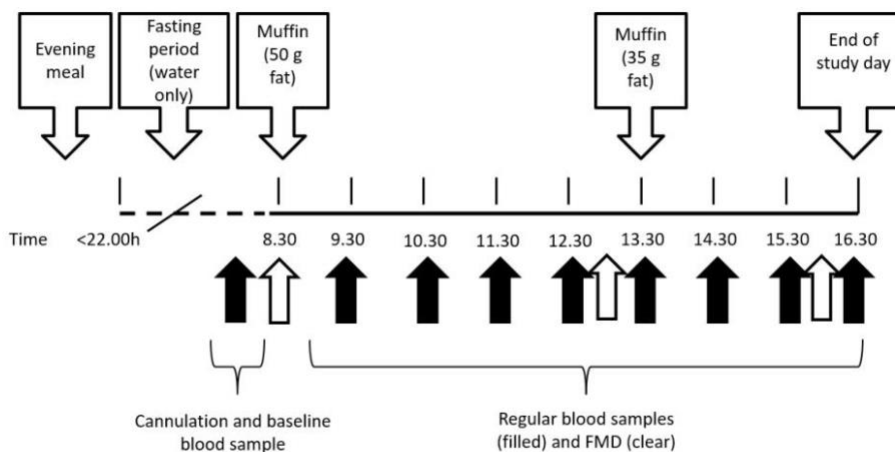 Evening
meal
Fasting
period
(water
only)
Muffin
(50 g
fat)
Muffin
(35 g
fat)
End of
study day
Time <22.00h 8.30 9.30 10.30 11.30 12.30 13.30 14.30 15.30 16.30
Cannulation and baseline
blood sample
Regular blood samples
(filled) and FMD (clear)